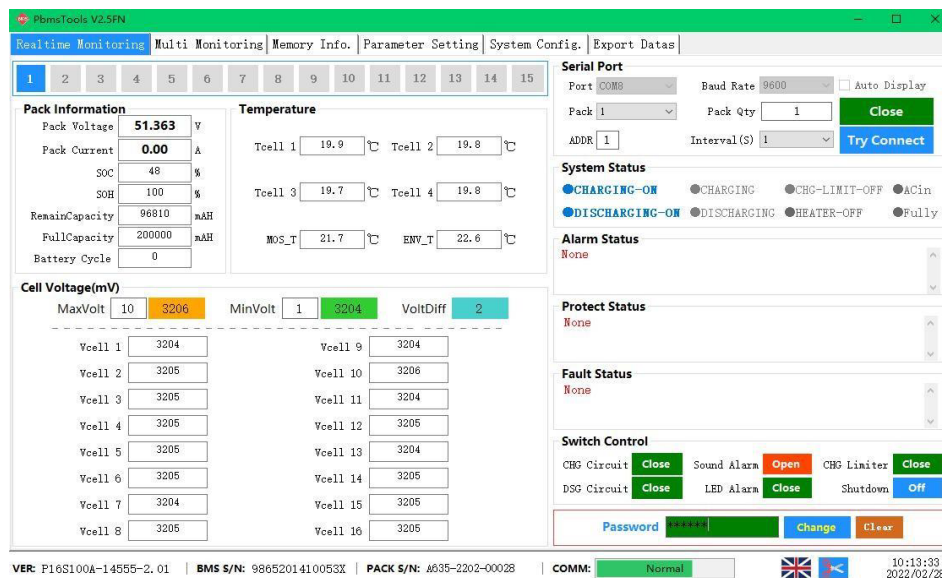 PbmsTools V2.5FN
Realtime Monitoring Multi Monitoring Memory Info. Parameter Setting System Config. Export Datas
1 2 3 4 5 6 7 8 9 10 11 12 13 14 15
Pack Information
Pack Voltage 51.363 V
Pack Current 0.00 A
SOC 48 %
SOH 100 %
RemainCapacity 96810 mAH
FullCapacity 200000 mAH
Battery Cycle 0
Temperature
Tcell 1 19.9 ℃ Tcell 2 19.8 ℃
Tcell 3 19.7 ℃ Tcell 4 19.8 ℃
MOS_T 21.7 ℃ ENV_T 22.6 ℃
Cell Voltage(mV)
MaxVolt 10 3206 MinVolt 1 3204 VoltDiff 2
Vcell 1 3204 Vcell 9 3204
Vcell 2 3205 Vcell 10 3206
Vcell 3 3205 Vcell 11 3204
Vcell 4 3205 Vcell 12 3205
Vcell 5 3205 Vcell 13 3204
Vcell 6 3205 Vcell 14 3205
Vcell 7 3204 Vcell 15 3205
Vcell 8 3205 Vcell 16 3205
Serial Port
Port COM8 Baud Rate 9600 Auto Display
Pack 1 Pack Qty 1 Close
ADDR 1 Interval(S) 1 Try Connect
System Status
CHARGING-ON CHARGING CHG-LIMIT-OFF ACin
DISCHARGING-ON DISCHARGING HEATER-OFF Fully
Alarm Status
None
Protect Status
None
Fault Status
None
Switch Control
CHG Circuit Close Sound Alarm Open CHG Limiter Close
DSG Circuit Close LED Alarm Close Shutdown Off
Password ****** Change Clear
VER: P16S100A-14555-2.01 BMS S/N: 9865201410053X PACK S/N: A635-2202-00028 COMM: Normal 10:13:33
2022/02/28